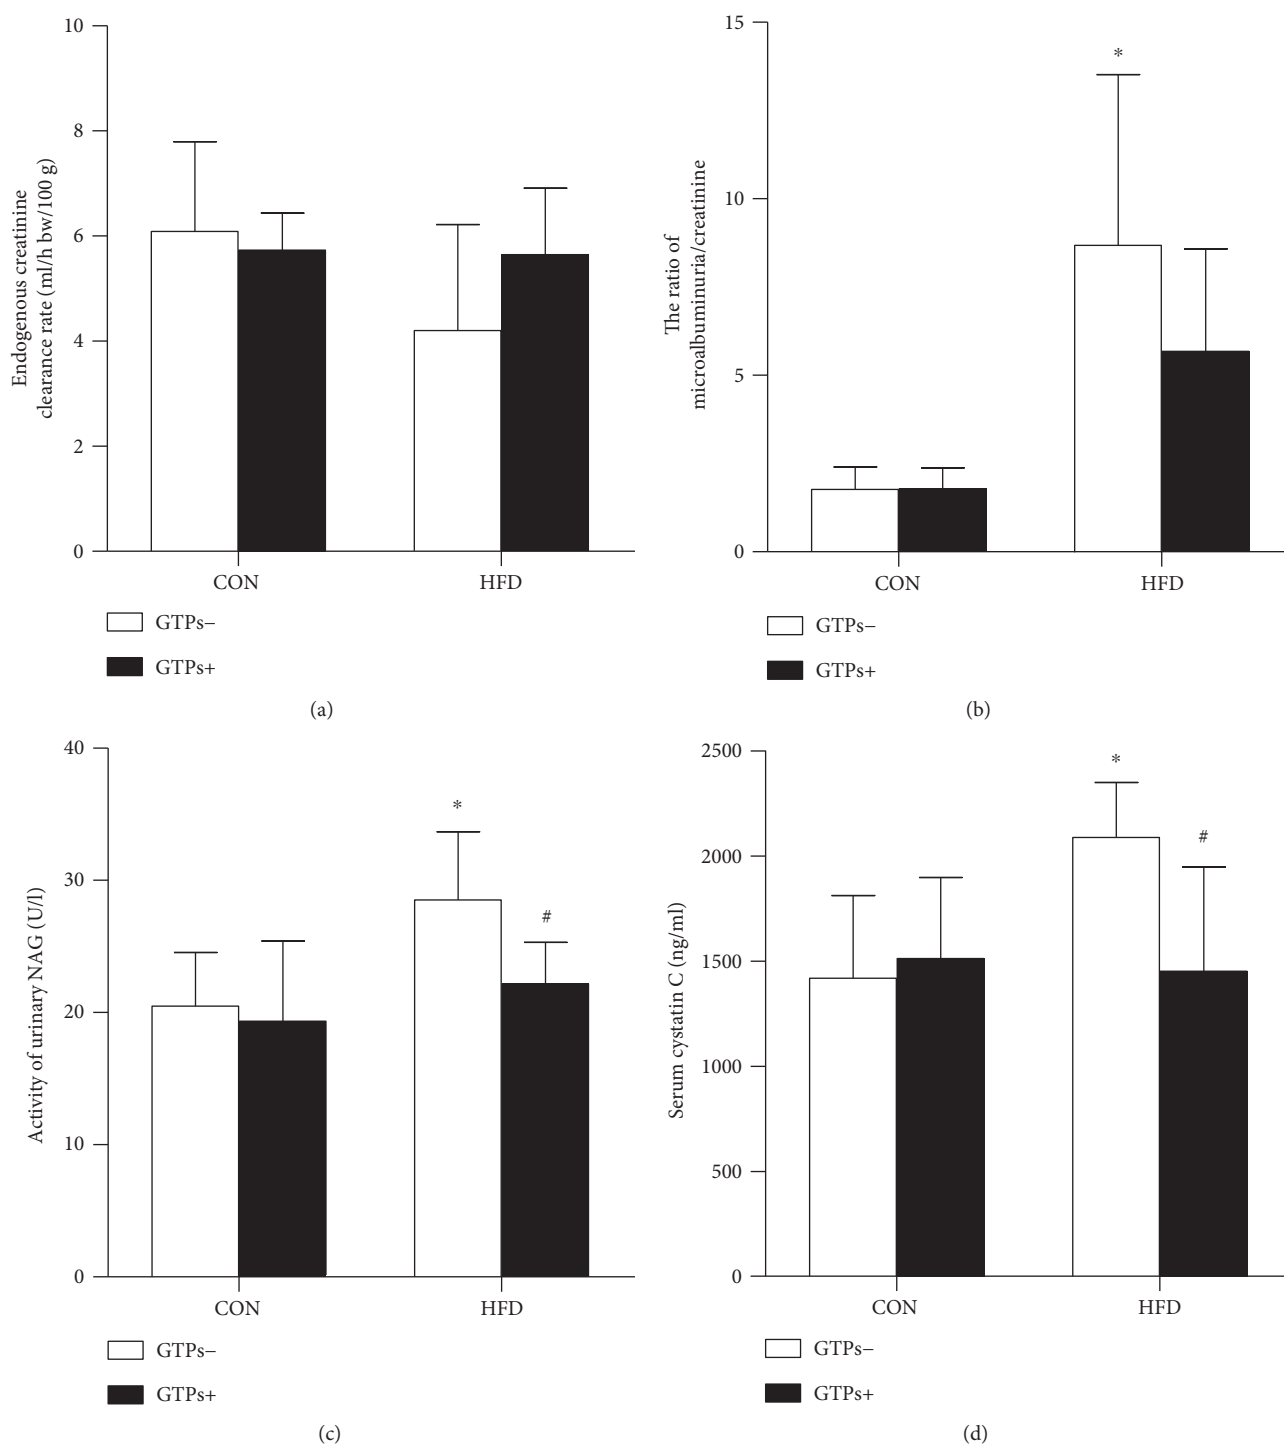 Endogenous creatinine
clearance rate (ml/h bw/100 g)
10
8
6
4
2
0
CON
HFD
GTPs−
GTPs+
(a)
The ratio of
microalbuminuria/creatinine
15
10
5
0
*
CON
HFD
GTPs−
GTPs+
(b)
Activity of urinary NAG (U/l)
40
30
20
10
0
*
#
CON
HFD
GTPs−
GTPs+
(c)
Serum cystatin C (ng/ml)
2500
2000
1500
1000
500
0
*
#
CON
HFD
GTPs−
GTPs+
(d)